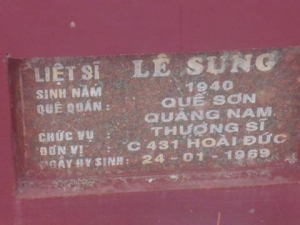 LIỆT SĨ LÊ SUNG
SINH NĂM 1940
QUÊ QUÁN: QUẾ SƠN
QUẢNG NAM
CHỨC VỤ : THƯỢNG SĨ
ĐƠN VỊ : C 431 HOÀI ĐỨC
NGÀY HY SINH: 24-01-1969